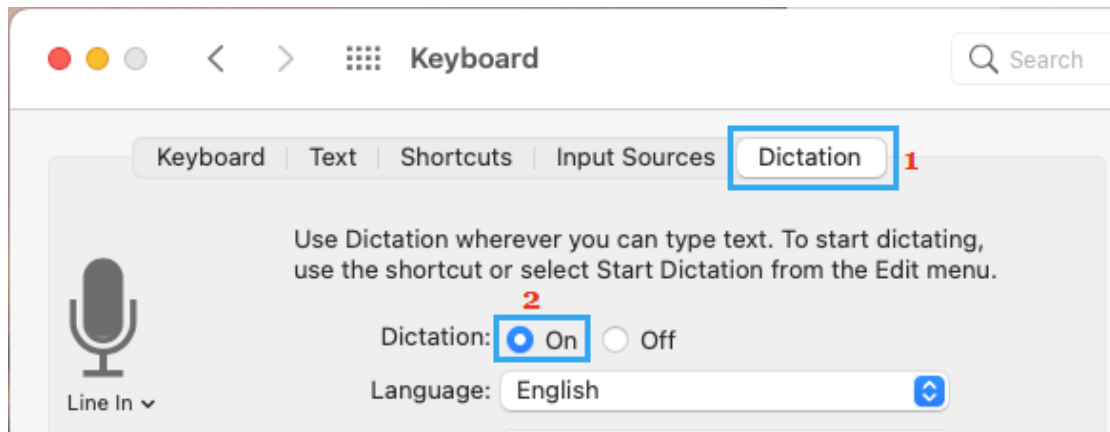 Keyboard
Search
Keyboard Text Shortcuts Input Sources Dictation 1
Use Dictation wherever you can type text. To start dictating,
use the shortcut or select Start Dictation from the Edit menu.
2
Dictation: On Off
Language: English
Line In